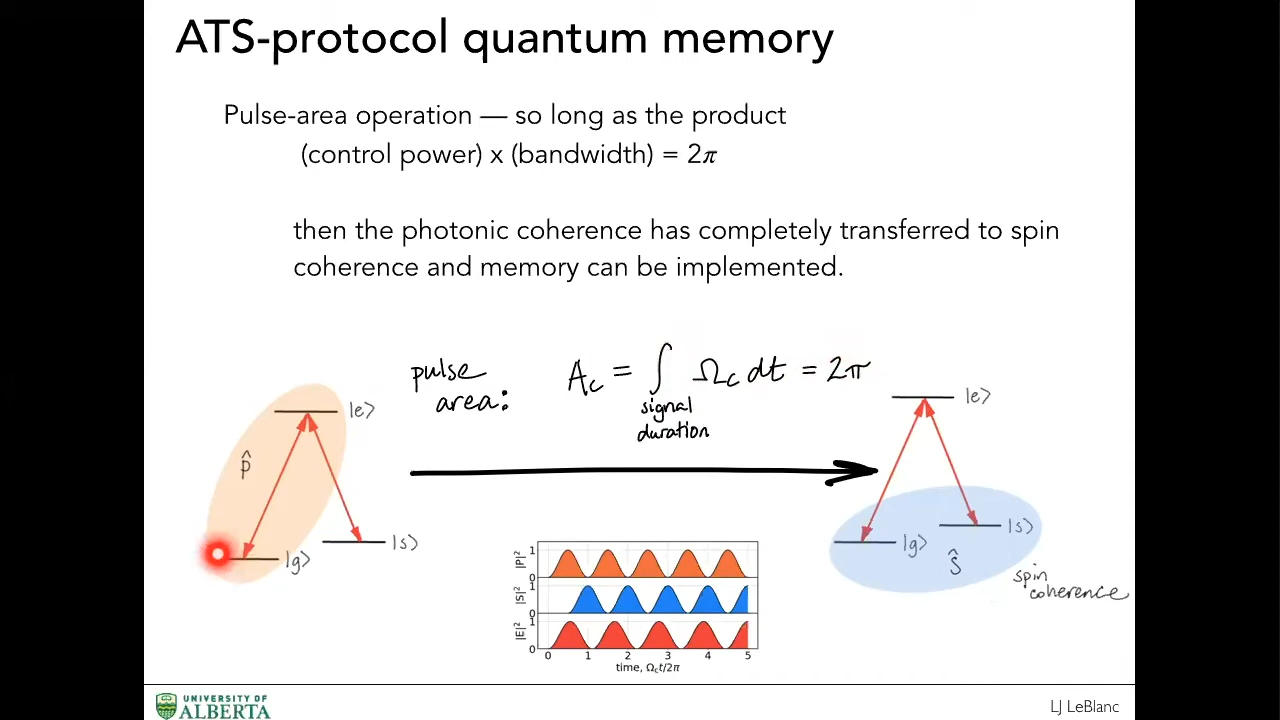 ATS-protocol quantum memory
Pulse-area operation — so long as the product
(control power) x (bandwidth) = 2π
then the photonic coherence has completely transferred to spin
coherence and memory can be implemented.
pulse
area:
A_c = ∫ Ω_c dt = 2π
signal
duration
|e⟩
p̂
|g⟩
|s⟩
|e⟩
|g⟩
|s⟩
Ŝ
spin
coherence
|P|²
1
0
|S|²
1
0
|E|²
1
0
0 1 2 3 4 5
time, Ω_ct/2π
UNIVERSITY OF
ALBERTA
LJ LeBlanc